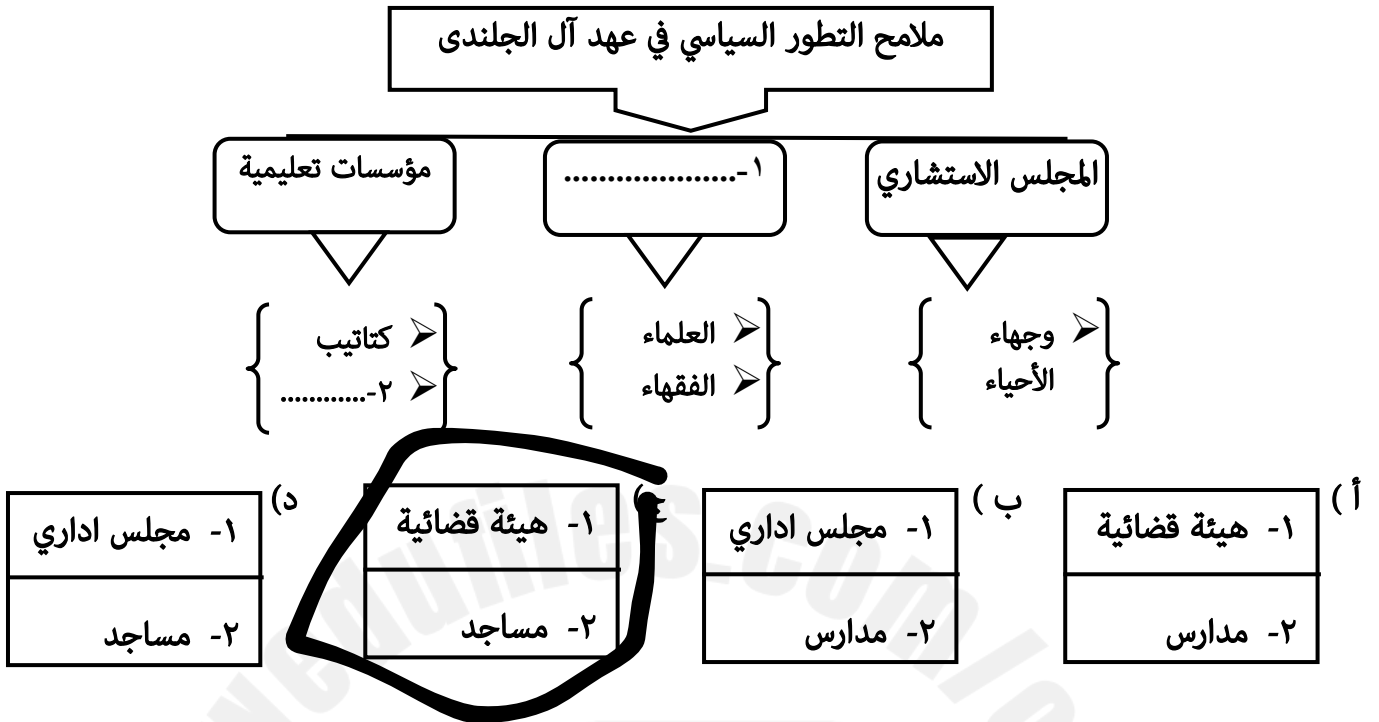 ملامح التطور السياسي في عهد آل الجلندى
المجلس الاستشاري
١-....................
مؤسسات تعليمية
وجهاء
الأحياء
العلماء
الفقهاء
كتاتيب
٢-............
أ )
١- هيئة قضائية
٢- مدارس
ب )
١- مجلس اداري
٢- مدارس
١- هيئة قضائية
٢- مساجد
د)
١- مجلس اداري
٢- مساجد